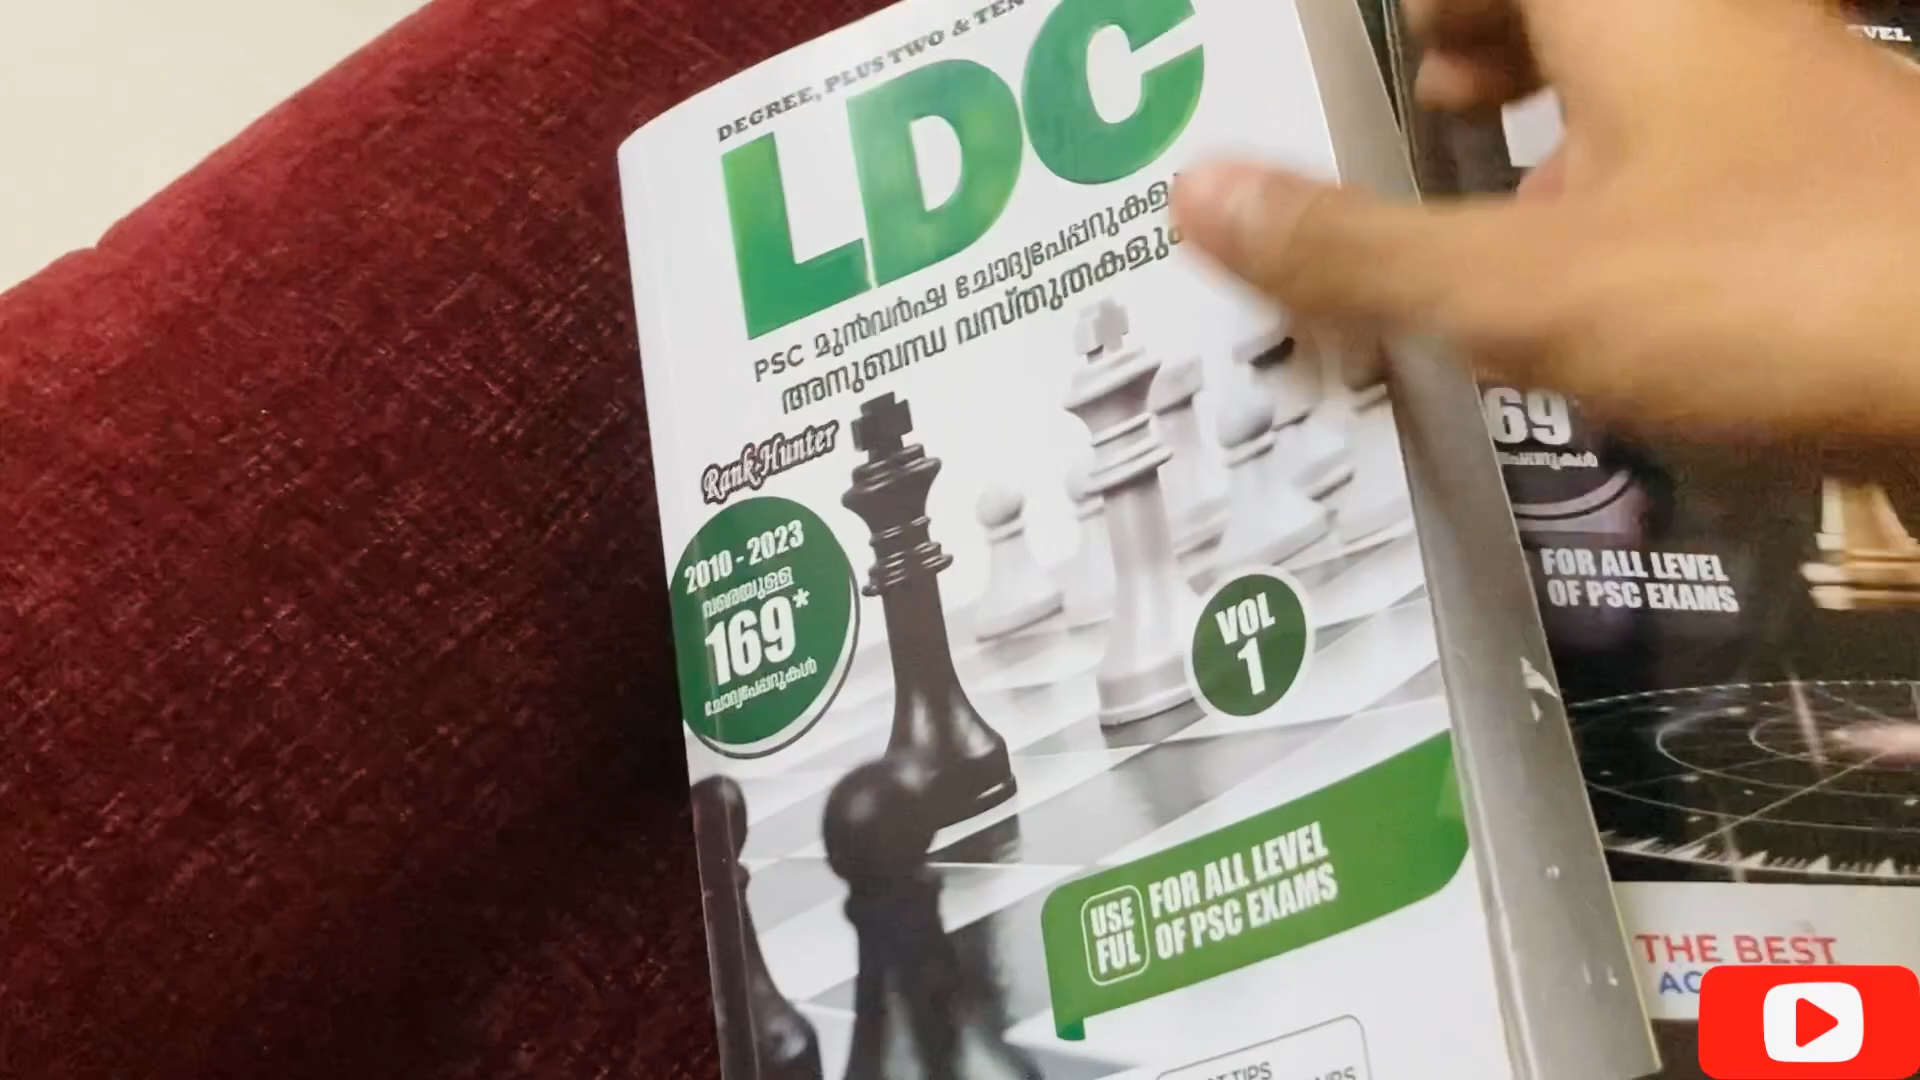 DEGREE, PLUS TWO & TEN
LDC
PSC മുൻവർഷ ചോദ്യപേപ്പറുകളും
അനുബന്ധ വസ്തുതകളും
Rank Hunter
2010 - 2023
വരെയുള്ള
169*
ചോദ്യപേപ്പറുകൾ
VOL
1
USE
FUL
FOR ALL LEVEL
OF PSC EXAMS
TIPS
69
FOR ALL LEVEL
OF PSC EXAMS
THE BEST